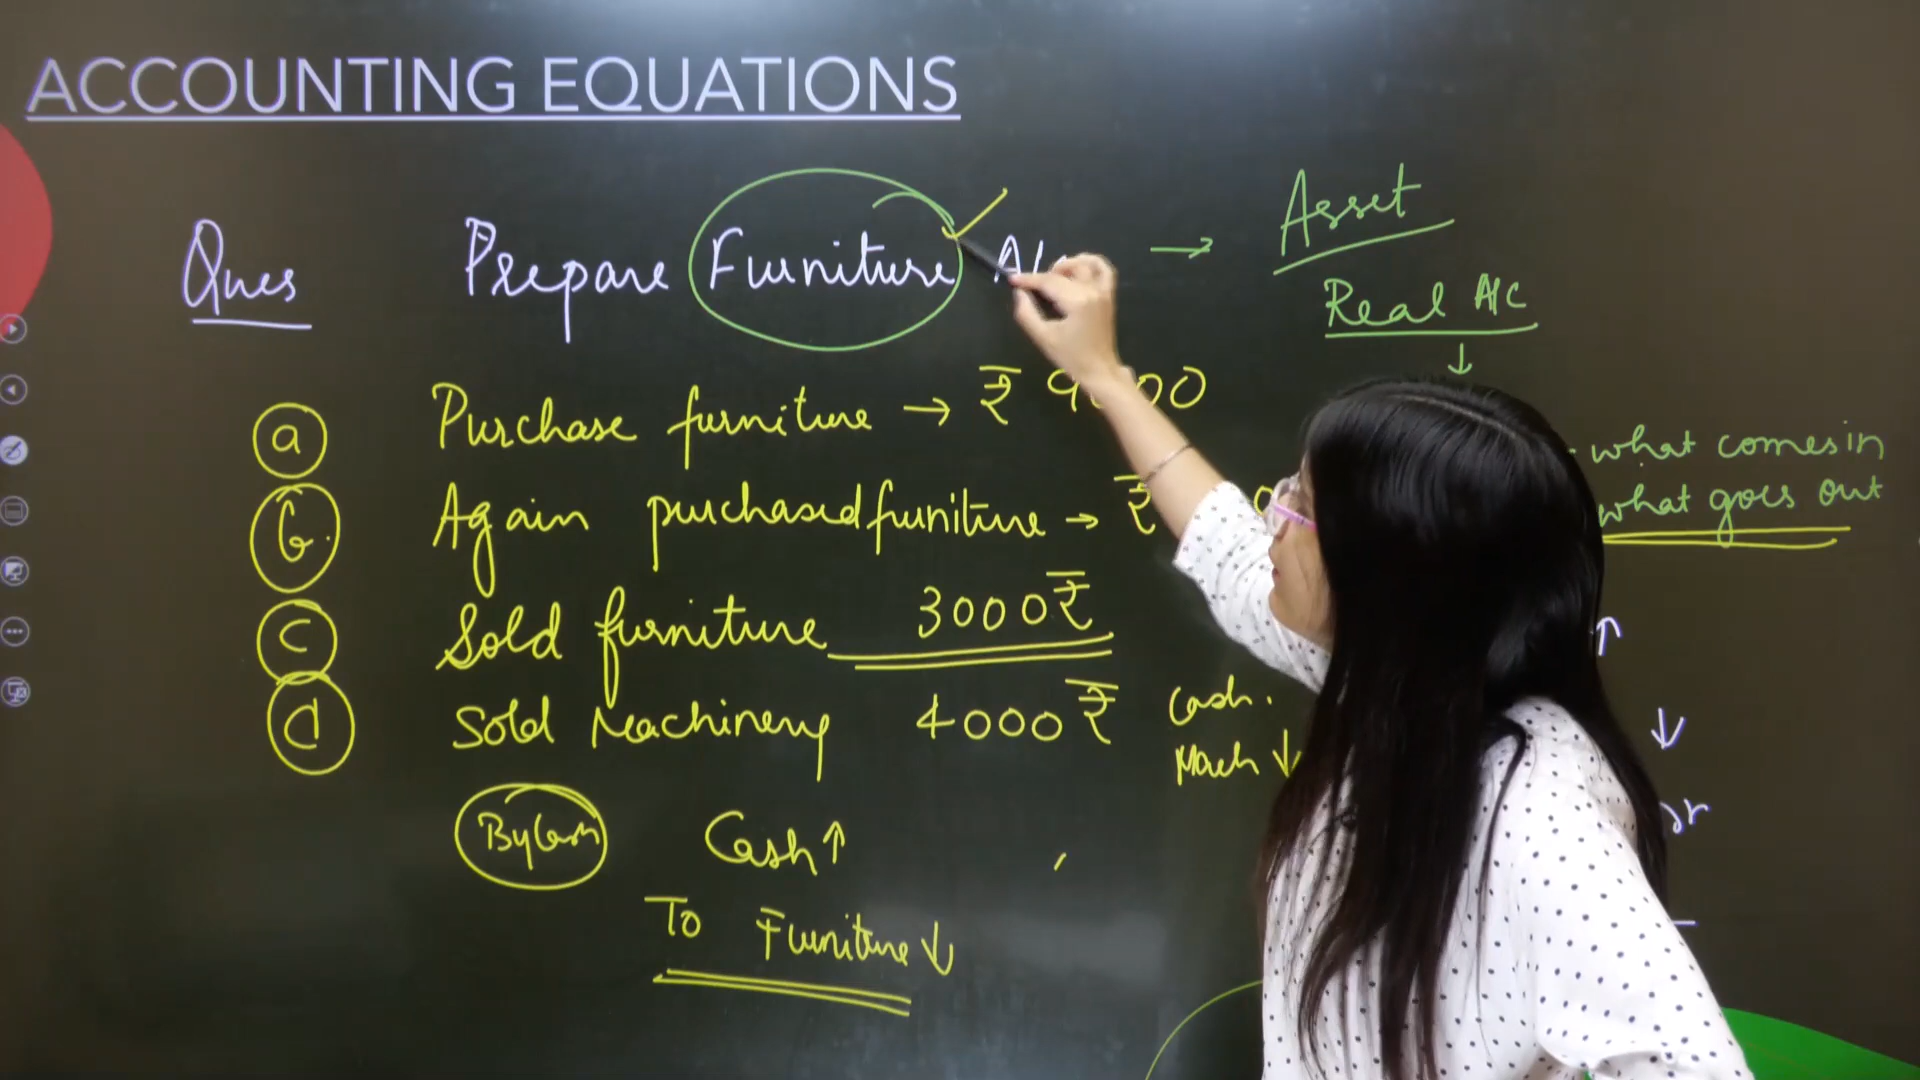 ACCOUNTING EQUATIONS
Ques Prepare Furniture A/c → Asset
Real A/C
↓
a Purchase furniture → ₹ 9000
what comes in
what goes out
b. Again purchased furniture → ₹
c Sold furniture 3000 ₹
↑
d Sold Machinery 4000 ₹ Cash.
Mach ↓
↓
By Cash Cash ↑
To Furniture ↓